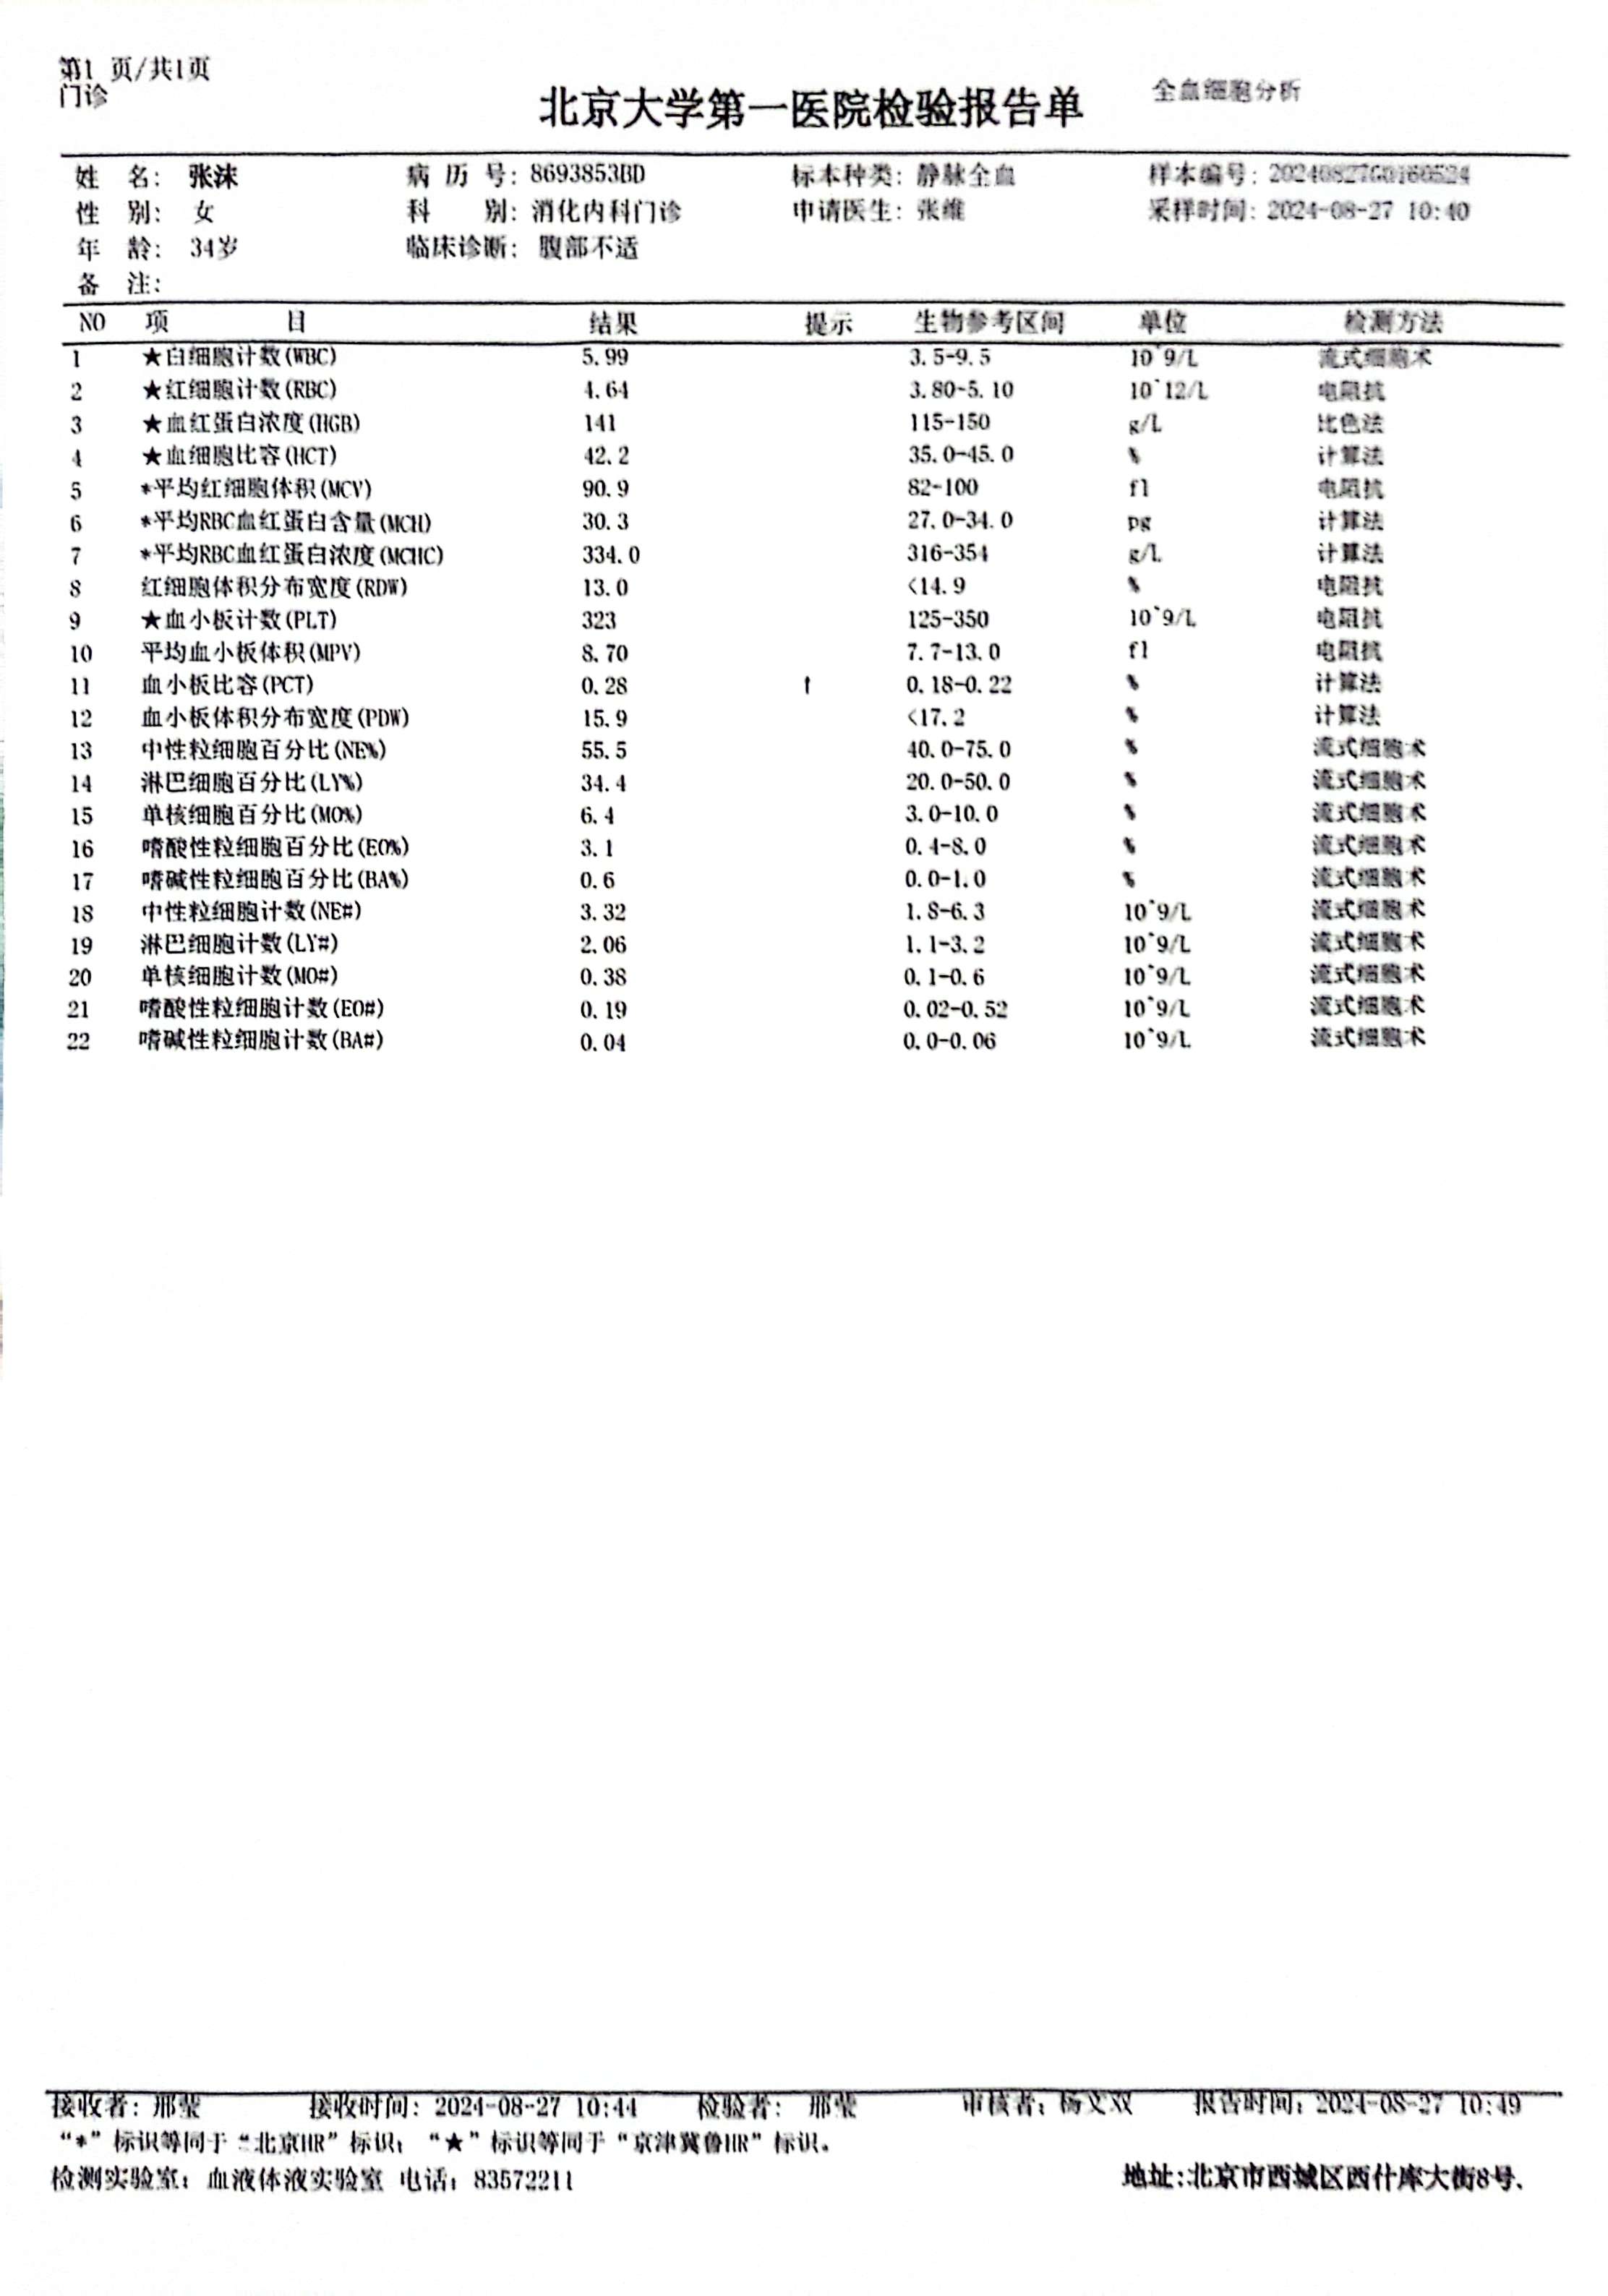 第1 页/共1页
门诊
北京大学第一医院检验报告单
全血细胞分析
姓 名: 张沫 病 历 号: 8693853BD 标本种类: 静脉全血 样本编号: 20240827G0160524
性 别: 女 科 别: 消化内科门诊 申请医生: 张维 采样时间: 2024-08-27 10:40
年 龄: 34岁 临床诊断: 腹部不适
备 注:
NO 项 目 结果 提示 生物参考区间 单位 检测方法
1 ★白细胞计数(WBC) 5.99 3.5-9.5 10^9/L 流式细胞术
2 ★红细胞计数(RBC) 4.64 3.80-5.10 10^12/L 电阻抗
3 ★血红蛋白浓度(HGB) 141 115-150 g/L 比色法
4 ★血细胞比容(HCT) 42.2 35.0-45.0 % 计算法
5 *平均红细胞体积(MCV) 90.9 82-100 fl 电阻抗
6 *平均RBC血红蛋白含量(MCH) 30.3 27.0-34.0 pg 计算法
7 *平均RBC血红蛋白浓度(MCHC) 334.0 316-354 g/L 计算法
8 红细胞体积分布宽度(RDW) 13.0 <14.9 % 电阻抗
9 ★血小板计数(PLT) 323 125-350 10^9/L 电阻抗
10 平均血小板体积(MPV) 8.70 7.7-13.0 fl 电阻抗
11 血小板比容(PCT) 0.28 ↑ 0.18-0.22 % 计算法
12 血小板体积分布宽度(PDW) 15.9 <17.2 % 计算法
13 中性粒细胞百分比(NE%) 55.5 40.0-75.0 % 流式细胞术
14 淋巴细胞百分比(LY%) 34.4 20.0-50.0 % 流式细胞术
15 单核细胞百分比(MO%) 6.4 3.0-10.0 % 流式细胞术
16 嗜酸性粒细胞百分比(EO%) 3.1 0.4-8.0 % 流式细胞术
17 嗜碱性粒细胞百分比(BA%) 0.6 0.0-1.0 % 流式细胞术
18 中性粒细胞计数(NE#) 3.32 1.8-6.3 10^9/L 流式细胞术
19 淋巴细胞计数(LY#) 2.06 1.1-3.2 10^9/L 流式细胞术
20 单核细胞计数(MO#) 0.38 0.1-0.6 10^9/L 流式细胞术
21 嗜酸性粒细胞计数(EO#) 0.19 0.02-0.52 10^9/L 流式细胞术
22 嗜碱性粒细胞计数(BA#) 0.04 0.0-0.06 10^9/L 流式细胞术
接收者: 邢莹 接收时间: 2024-08-27 10:44 检验者: 邢莹 审核者: 杨文双 报告时间: 2024-08-27 10:49
“*”标识等同于“北京HR”标识; “★”标识等同于“京津冀鲁HR”标识。
检测实验室: 血液体液实验室 电话: 83572211 地址:北京市西城区西什库大街8号、